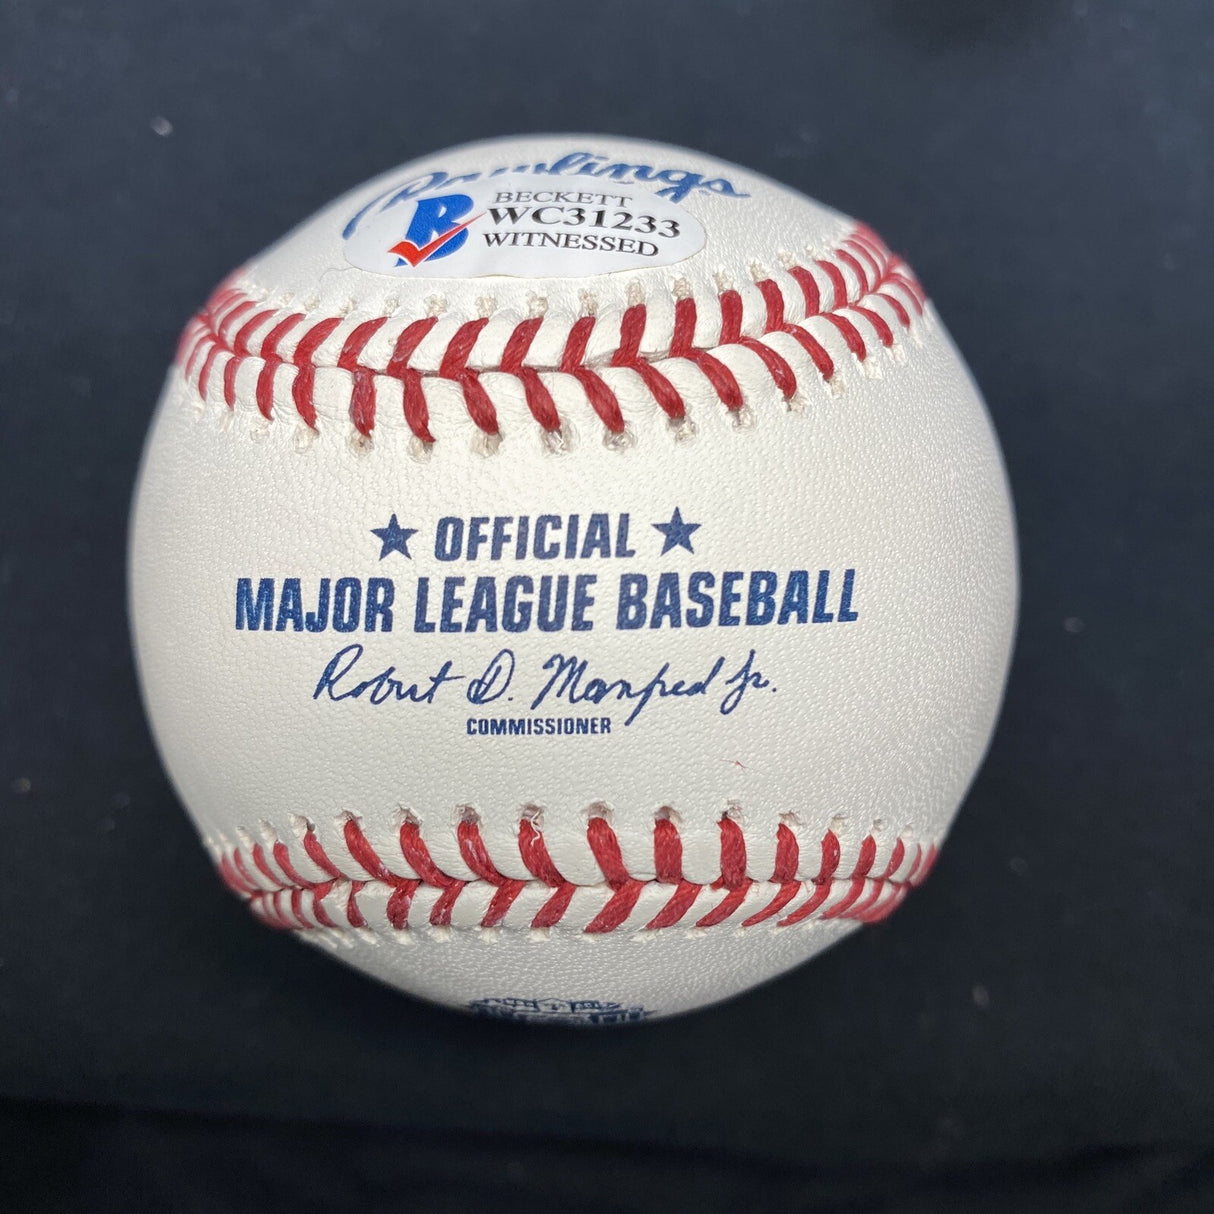 Rawlings
BECKETT
WC31233
WITNESSED
★ OFFICIAL ★
MAJOR LEAGUE BASEBALL
Robert D. Manfred Jr.
COMMISSIONER